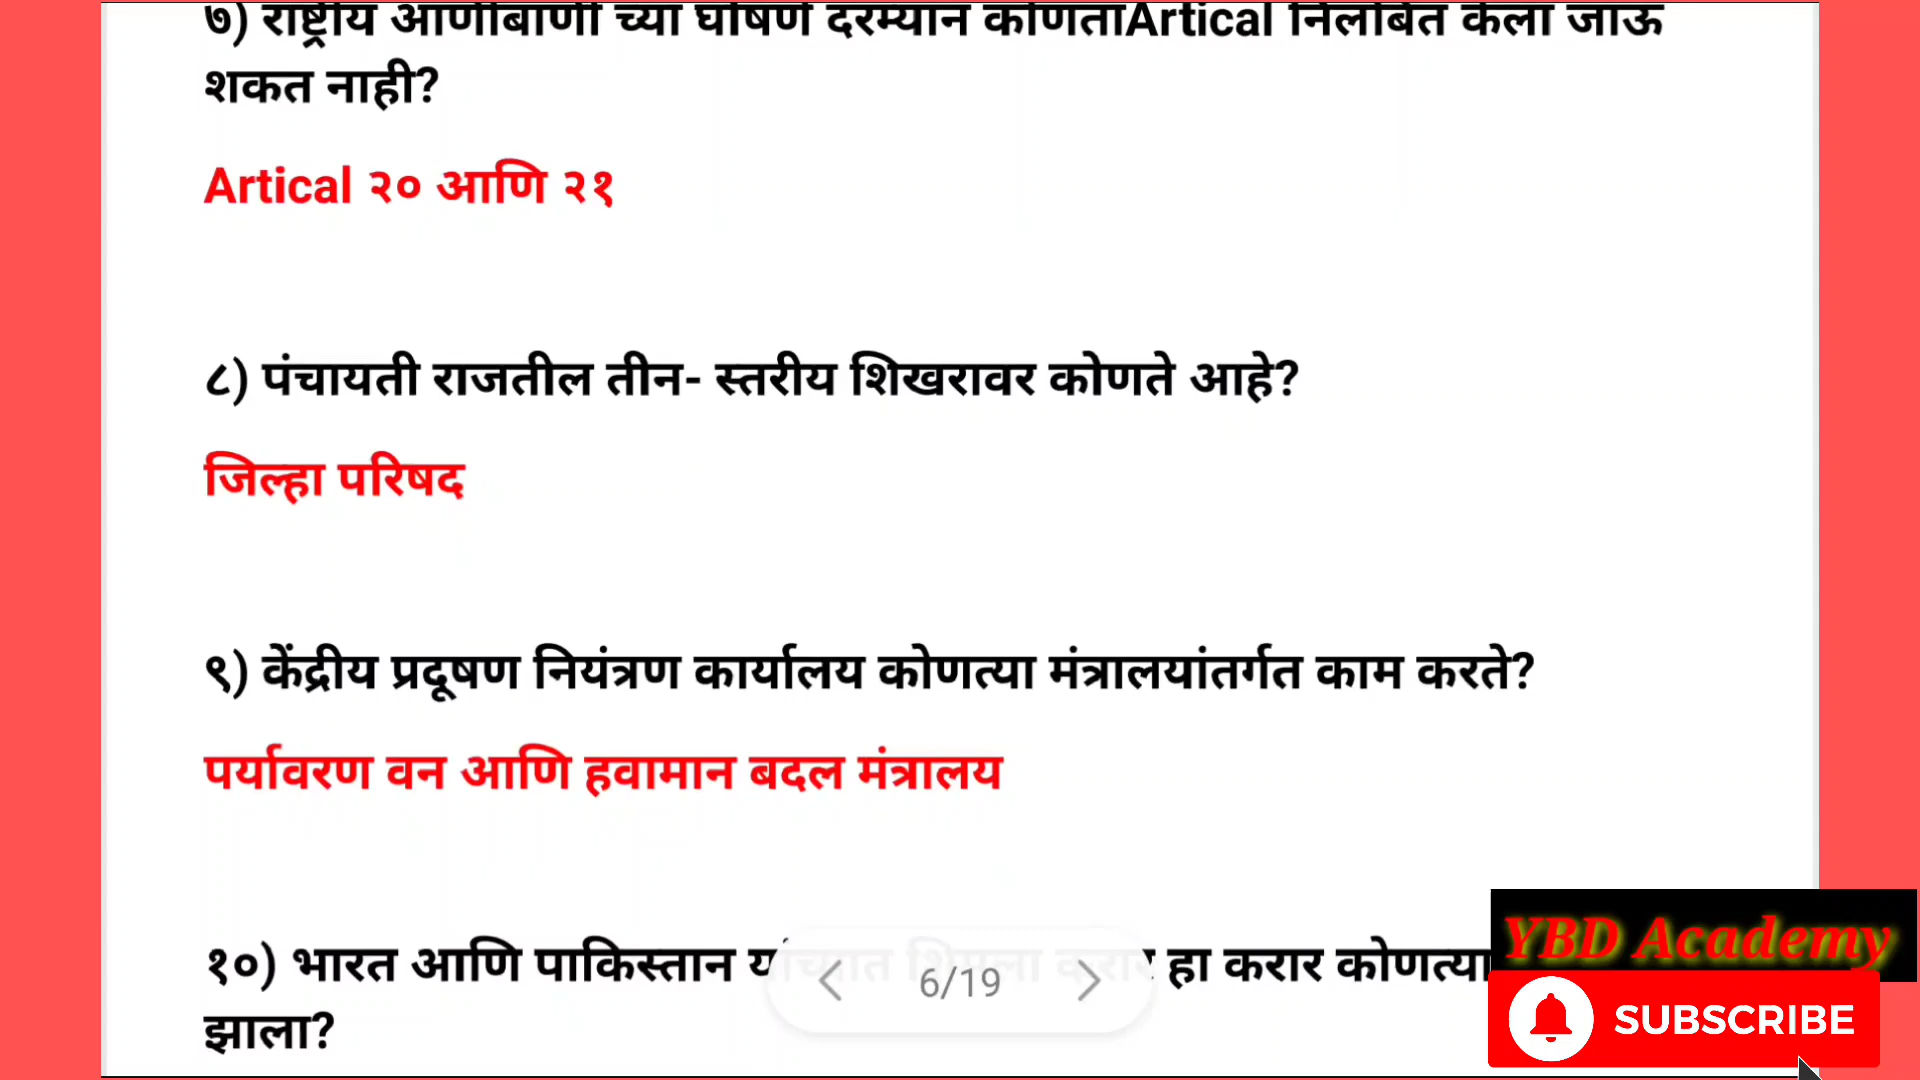 ७) राष्ट्रीय आणीबाणी च्या घोषणे दरम्यान कोणताArtical निलंबित केला जाऊ
शकत नाही?
Artical २० आणि २१
८) पंचायती राजतील तीन- स्तरीय शिखरावर कोणते आहे?
जिल्हा परिषद
९) केंद्रीय प्रदूषण नियंत्रण कार्यालय कोणत्या मंत्रालयांतर्गत काम करते?
पर्यावरण वन आणि हवामान बदल मंत्रालय
१०) भारत आणि पाकिस्तान यांच्यात शिमला करार हा करार कोणत्या
झाला?
6/19
YBD Academy
SUBSCRIBE